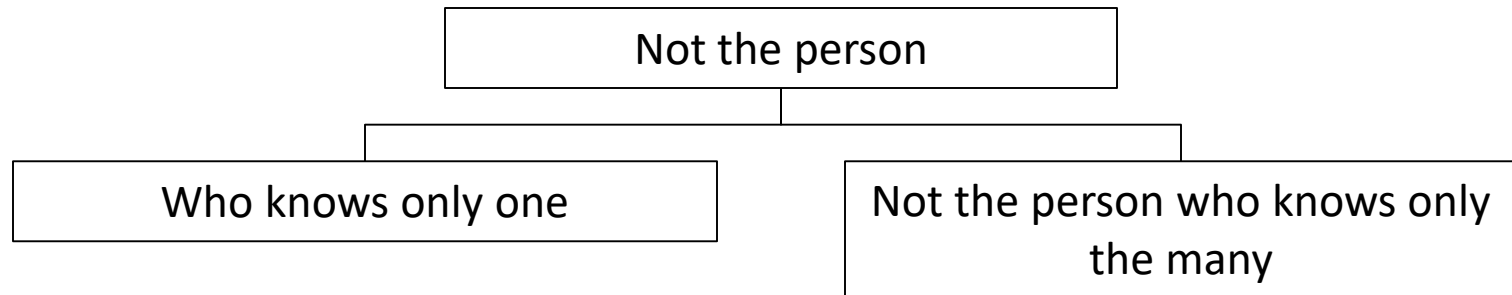 Not the person
Who knows only one
Not the person who knows only
the many